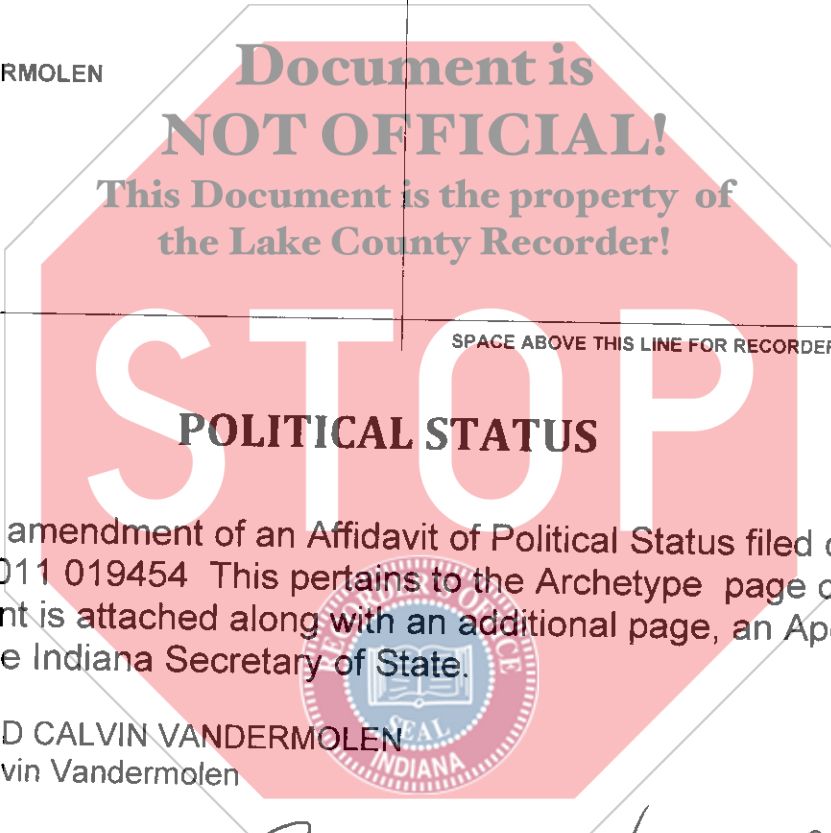 RMOLEN
Document is
NOT OFFICIAL!
This Document is the property of
the Lake County Recorder!
STOP
SPACE ABOVE THIS LINE FOR RECORDER
POLITICAL STATUS
amendment of an Affidavit of Political Status filed
011 019454 This pertains to the Archetype page
nt is attached along with an additional page, an Ap
e Indiana Secretary of State.
RECORDER'S OFFICE
SEAL
INDIANA
D CALVIN VANDERMOLEN
vin Vandermolen